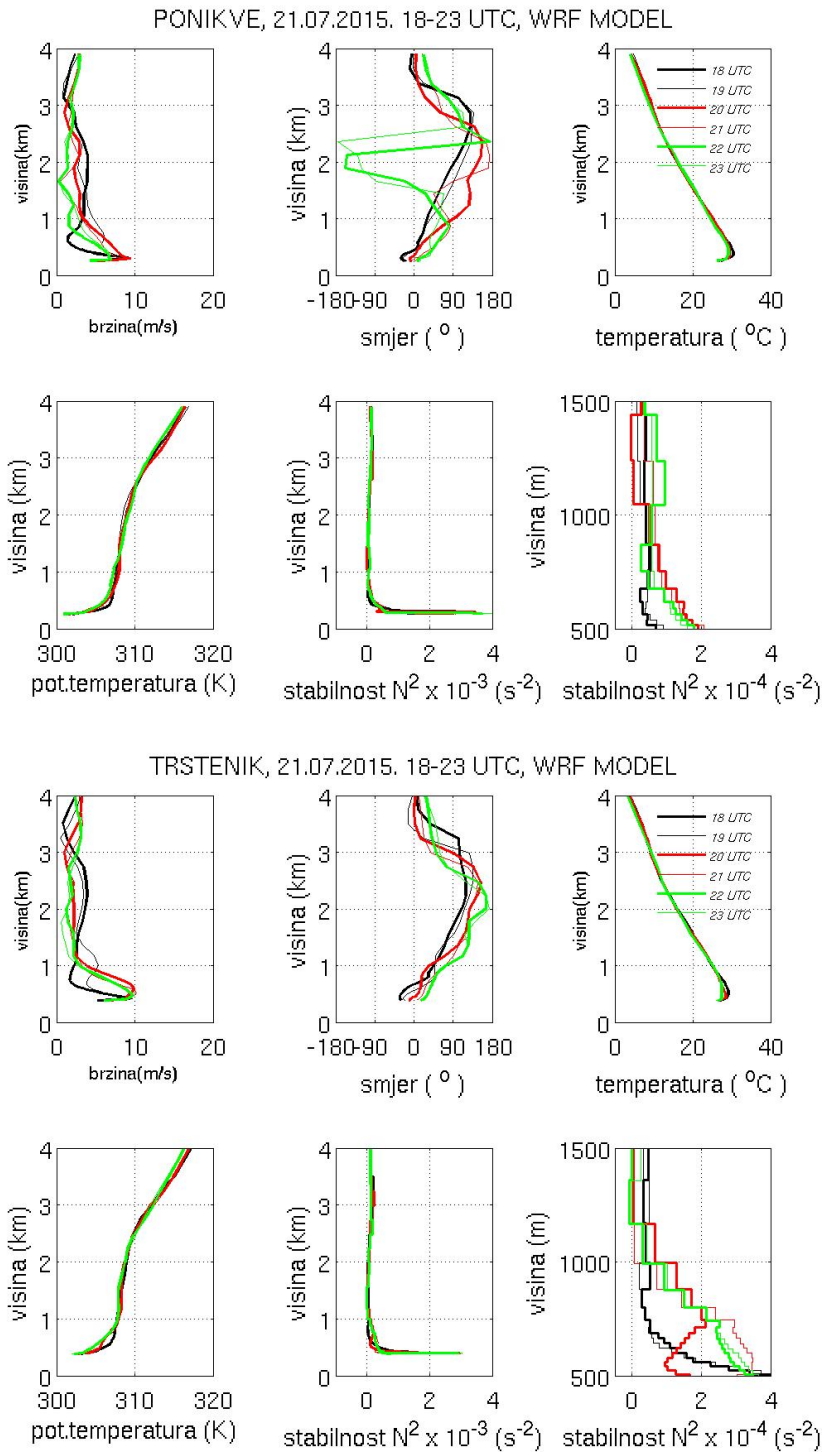 PONIKVE, 21.07.2015. 18-23 UTC, WRF MODEL
4
3
2
1
0
visina(km)
0 10 20
brzina(m/s)
4
3
2
1
0
visina (km)
-180-90 0 90 180
smjer ( º )
4
3
2
1
0
visina(km)
18 UTC
19 UTC
20 UTC
21 UTC
22 UTC
23 UTC
0 20 40
temperatura ( ºC )
4
3
2
1
0
visina (km)
300 310 320
pot.temperatura (K)
4
3
2
1
0
visina (km)
0 2 4
stabilnost N² x 10⁻³ (s⁻²)
1500
1000
500
visina (m)
0 2 4
stabilnost N² x 10⁻⁴ (s⁻²)
TRSTENIK, 21.07.2015. 18-23 UTC, WRF MODEL
4
3
2
1
0
visina(km)
0 10 20
brzina(m/s)
4
3
2
1
0
visina (km)
-180-90 0 90 180
smjer ( º )
4
3
2
1
0
visina(km)
18 UTC
19 UTC
20 UTC
21 UTC
22 UTC
23 UTC
0 20 40
temperatura ( ºC )
4
3
2
1
0
visina (km)
300 310 320
pot.temperatura (K)
4
3
2
1
0
visina (km)
0 2 4
stabilnost N² x 10⁻³ (s⁻²)
1500
1000
500
visina (m)
0 2 4
stabilnost N² x 10⁻⁴ (s⁻²)